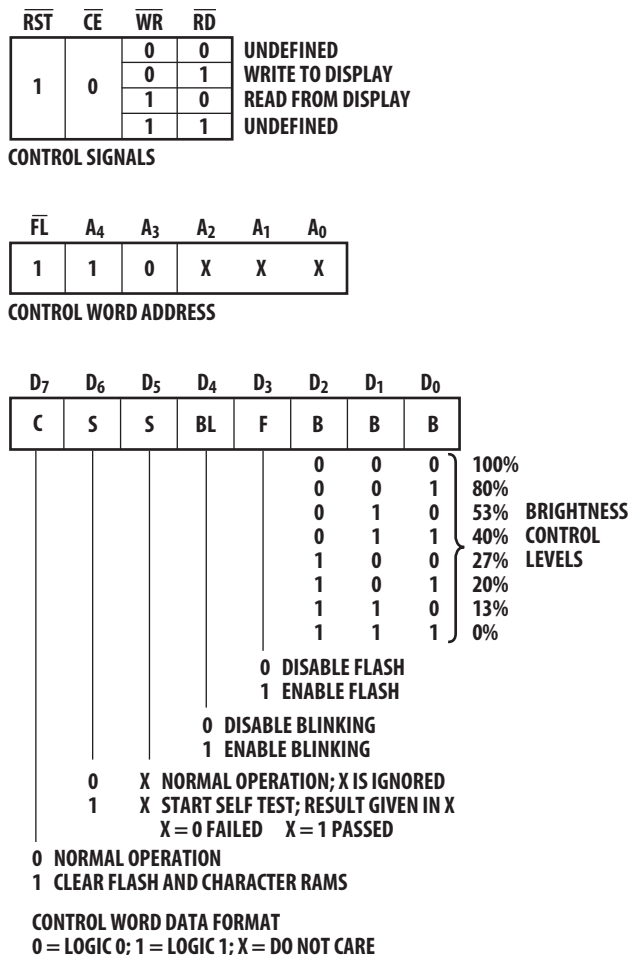 RST CE WR RD
0 0 UNDEFINED
1 0 0 1 WRITE TO DISPLAY
1 0 READ FROM DISPLAY
1 1 UNDEFINED
CONTROL SIGNALS
FL A4 A3 A2 A1 A0
1 1 0 X X X
CONTROL WORD ADDRESS
D7 D6 D5 D4 D3 D2 D1 D0
C S S BL F B B B
0 0 0 100%
0 0 1 80%
0 1 0 53% BRIGHTNESS
0 1 1 40% CONTROL
1 0 0 27% LEVELS
1 0 1 20%
1 1 0 13%
1 1 1 0%
0 DISABLE FLASH
1 ENABLE FLASH
0 DISABLE BLINKING
1 ENABLE BLINKING
0 X NORMAL OPERATION; X IS IGNORED
1 X START SELF TEST; RESULT GIVEN IN X
X = 0 FAILED X = 1 PASSED
0 NORMAL OPERATION
1 CLEAR FLASH AND CHARACTER RAMS
CONTROL WORD DATA FORMAT
0 = LOGIC 0; 1 = LOGIC 1; X = DO NOT CARE